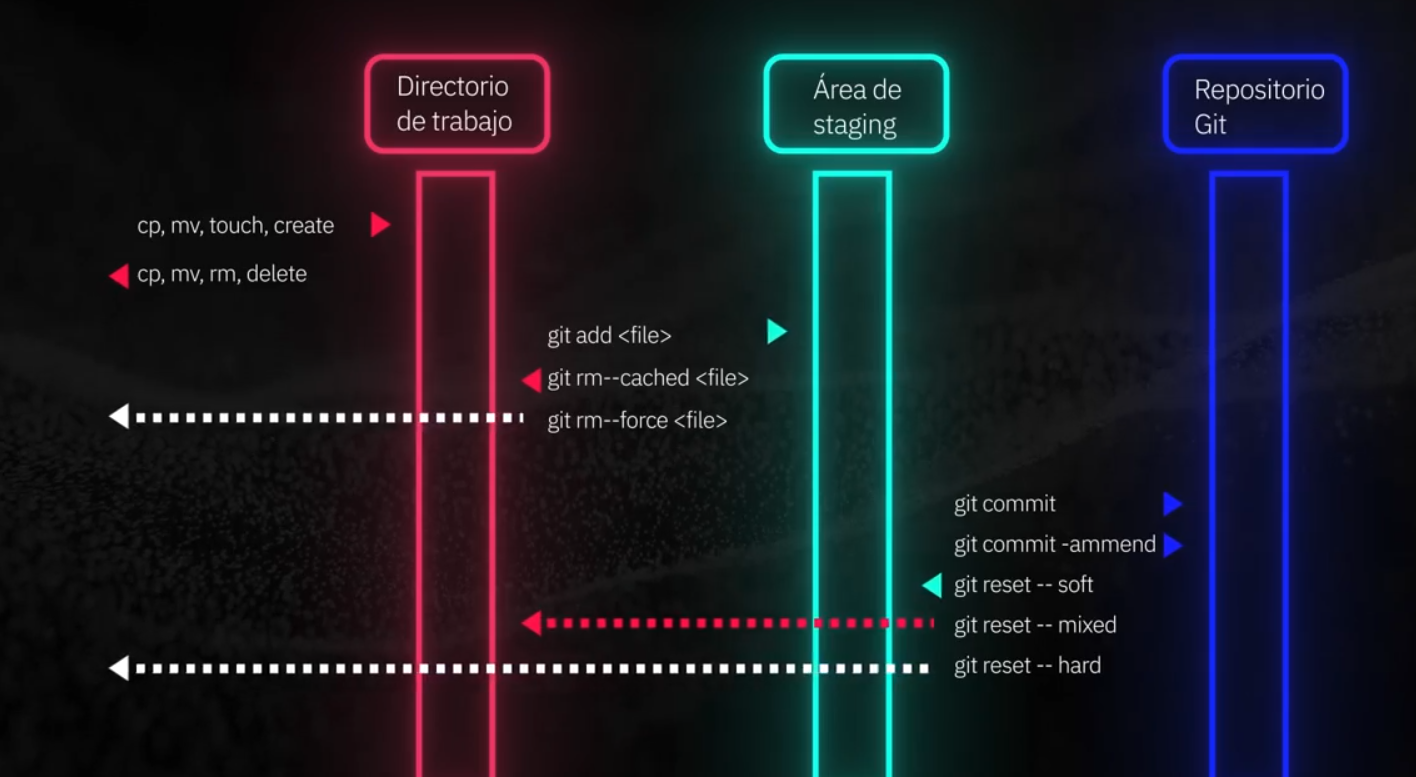 Directorio
de trabajo
Área de
staging
Repositorio
Git
cp, mv, touch, create
cp, mv, rm, delete
git add <file>
git rm--cached <file>
git rm--force <file>
git commit
git commit -ammend
git reset -- soft
git reset -- mixed
git reset -- hard